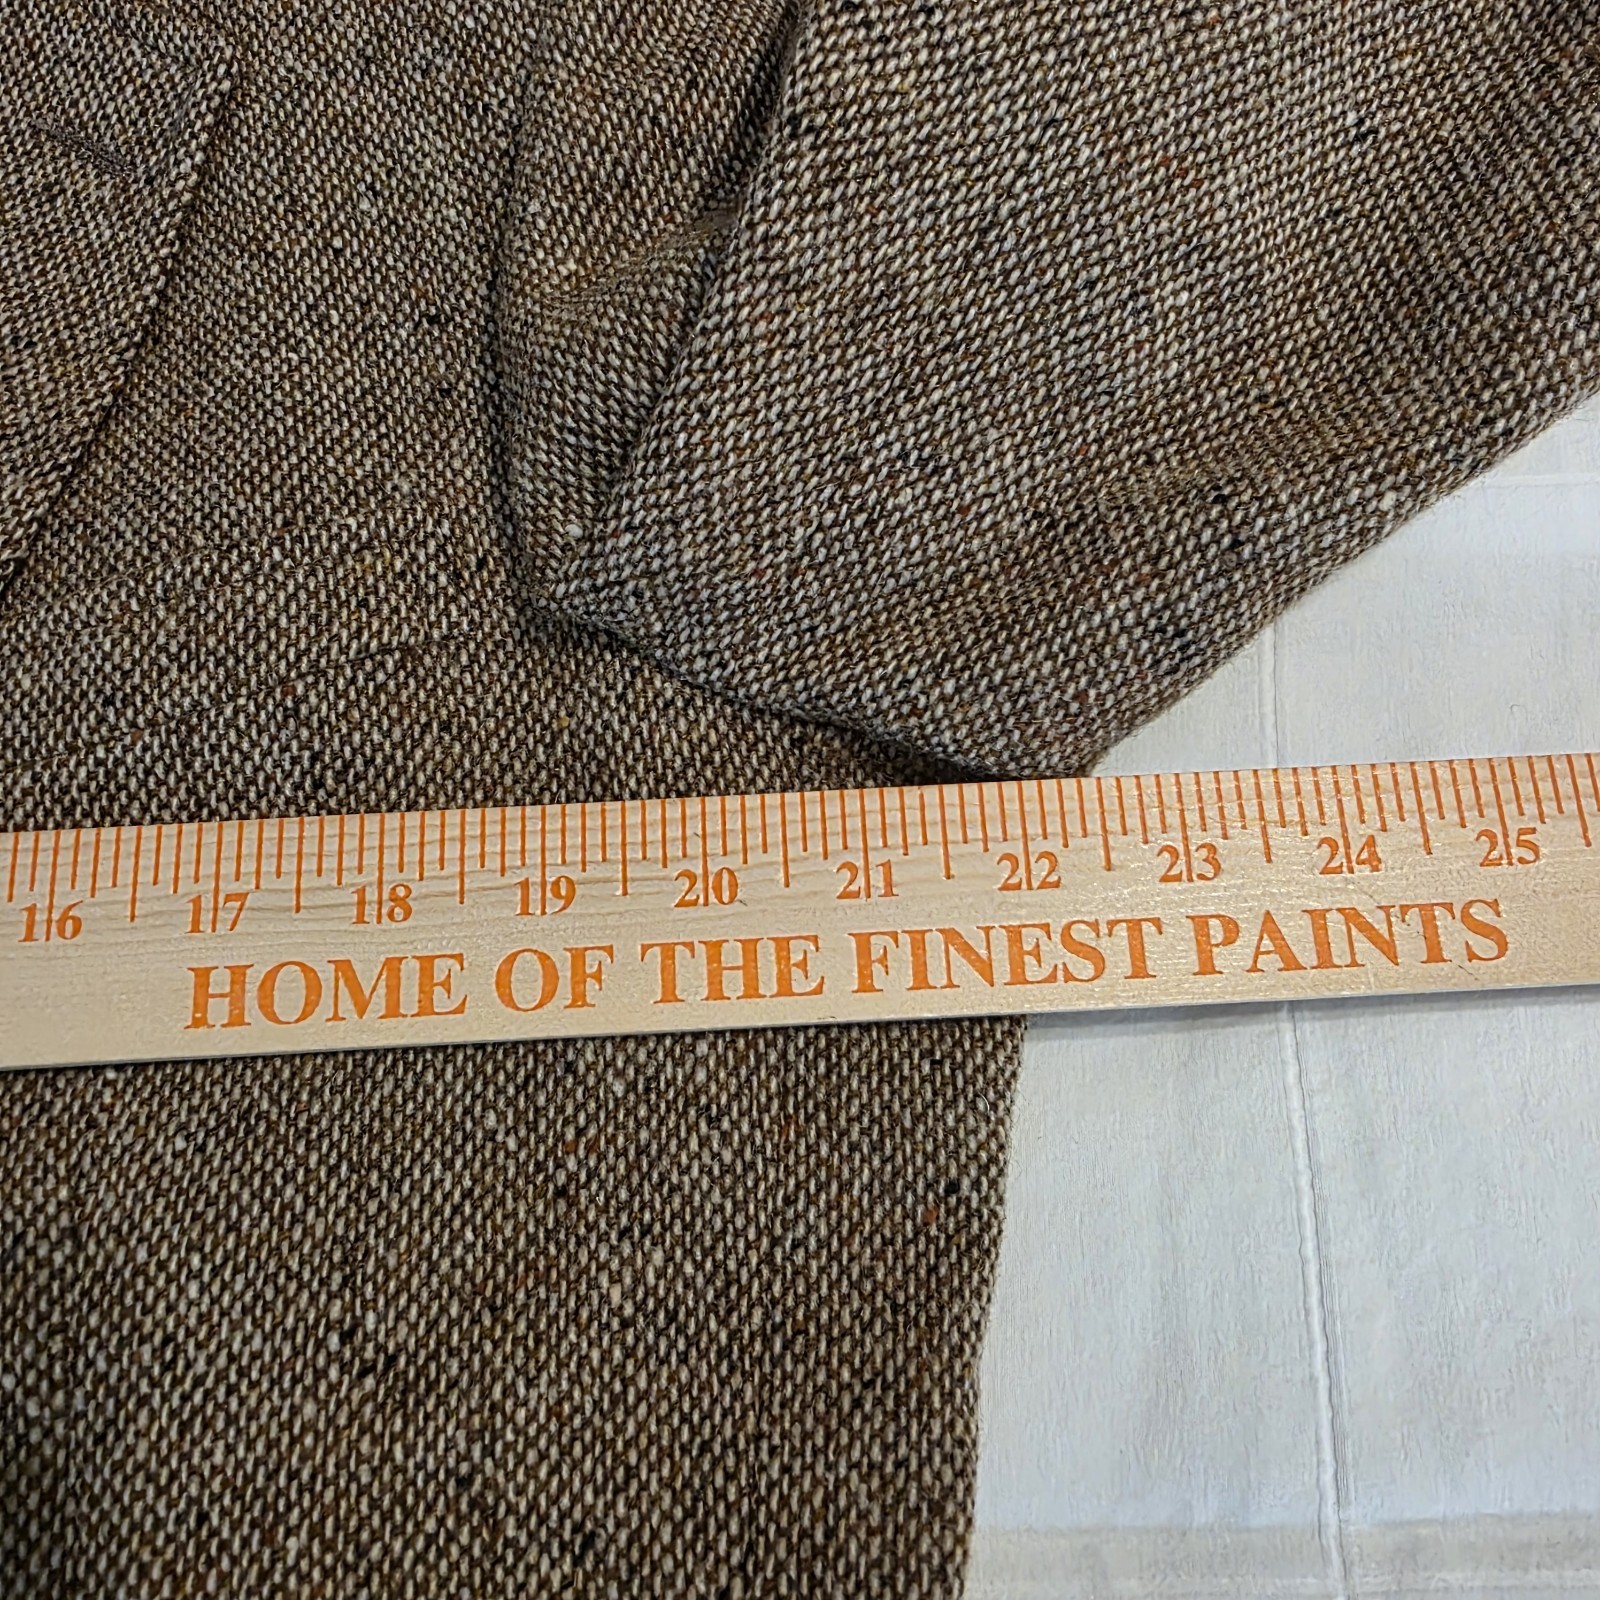 16 17 18 19 20 21 22 23 24 25
HOME OF THE FINEST PAINTS